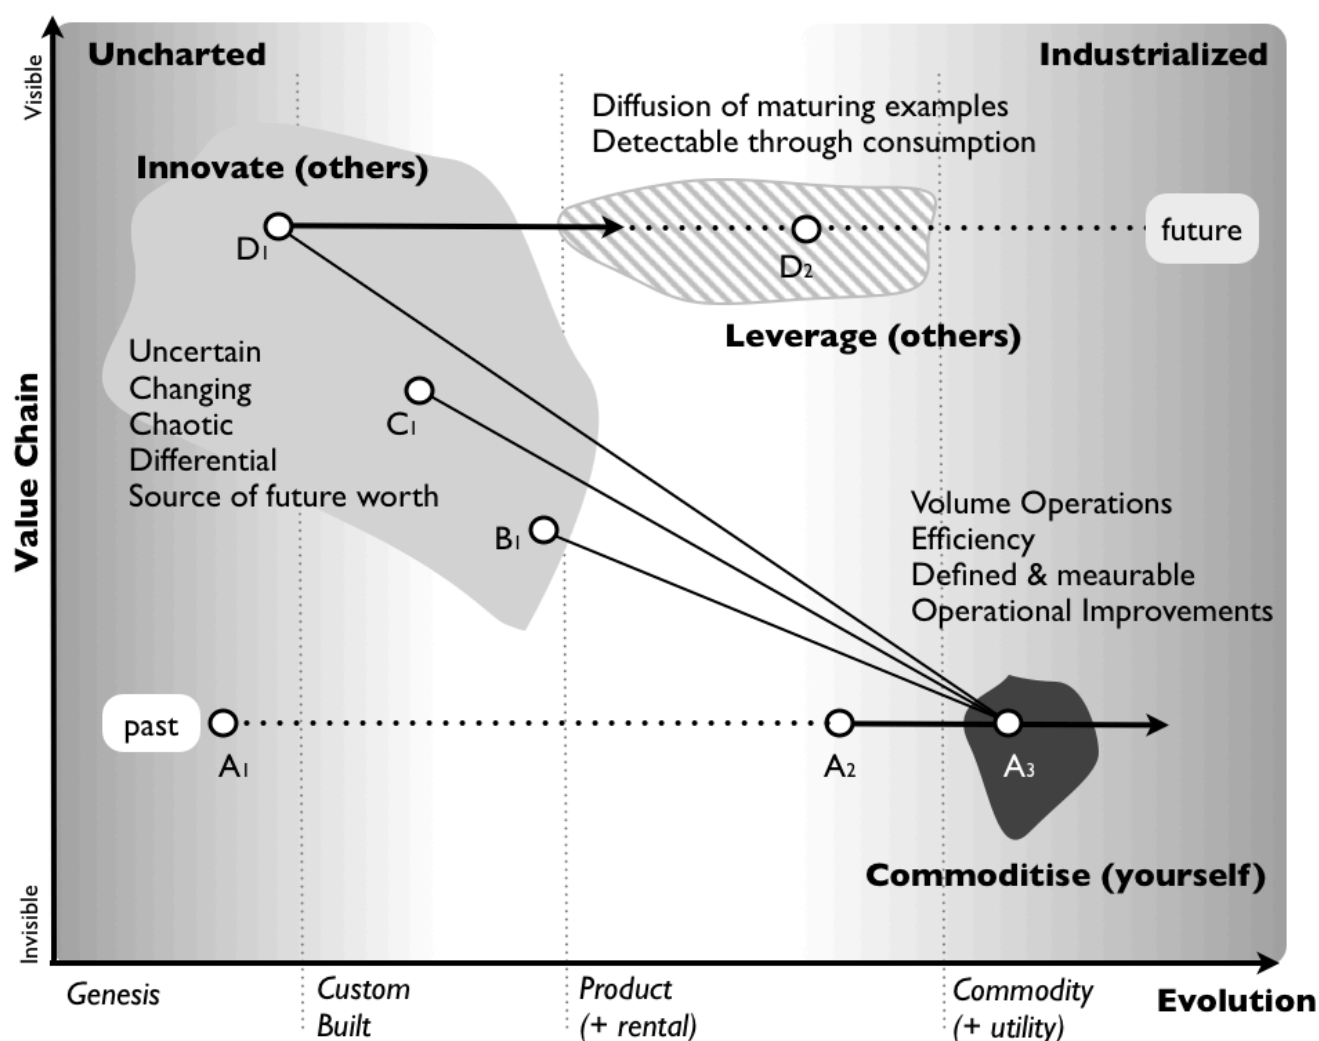 Uncharted
Industrialized
Visible
Diffusion of maturing examples
Detectable through consumption
Innovate (others)
D1
future
D2
Leverage (others)
Uncertain
Changing
Chaotic
Differential
Source of future worth
C1
Value Chain
B1
Volume Operations
Efficiency
Defined & meaurable
Operational Improvements
past
A1
A2
A3
Commoditise (yourself)
Invisible
Genesis
Custom
Built
Product
(+ rental)
Commodity
(+ utility)
Evolution